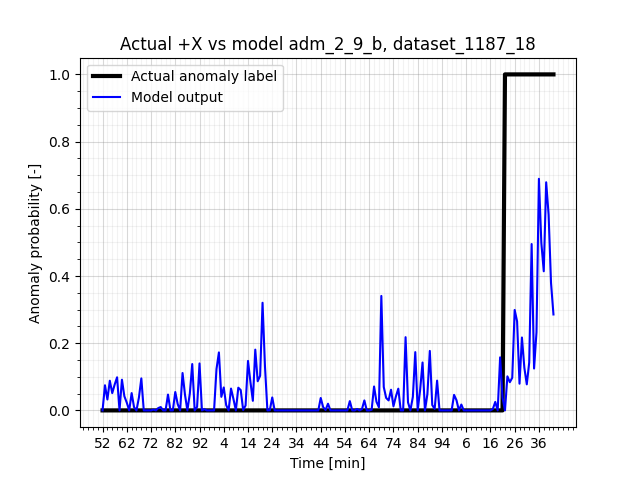 Actual +X vs model adm_2_9_b, dataset_1187_18
Actual anomaly label
Model output
Anomaly probability [-]
1.0
0.8
0.6
0.4
0.2
0.0
52 62 72 82 92 4 14 24 34 44 54 64 74 84 94 6 16 26 36
Time [min]